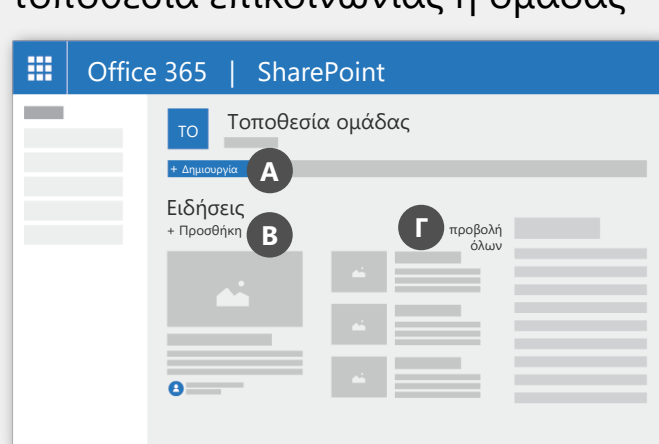 τοποθεσία επικοινωνίας ή ομάδας
Office 365 | SharePoint
ΤΟ
Τοποθεσία ομάδας
+ Δημιουργία
Α
Ειδήσεις
+ Προσθήκη
Β
Γ
προβολή
όλων